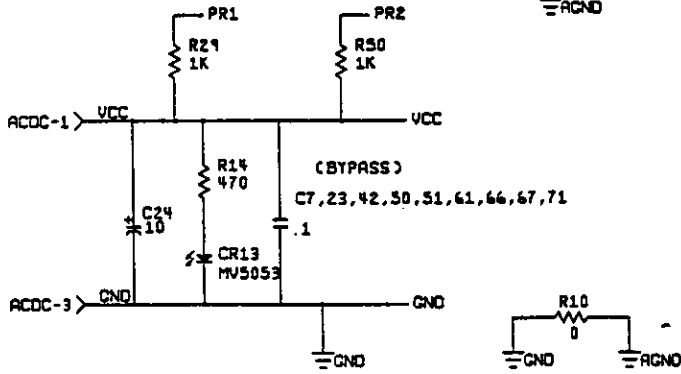 AGND
PR1
PR2
R29
1K
R50
1K
ACDC-1
VCC
VCC
R14
470
(BYPASS)
C7,23,42,50,51,61,66,67,71
C24
10
.1
CR13
MV5053
ACDC-3
GND
GND
R10
0
GND
GND
AGND